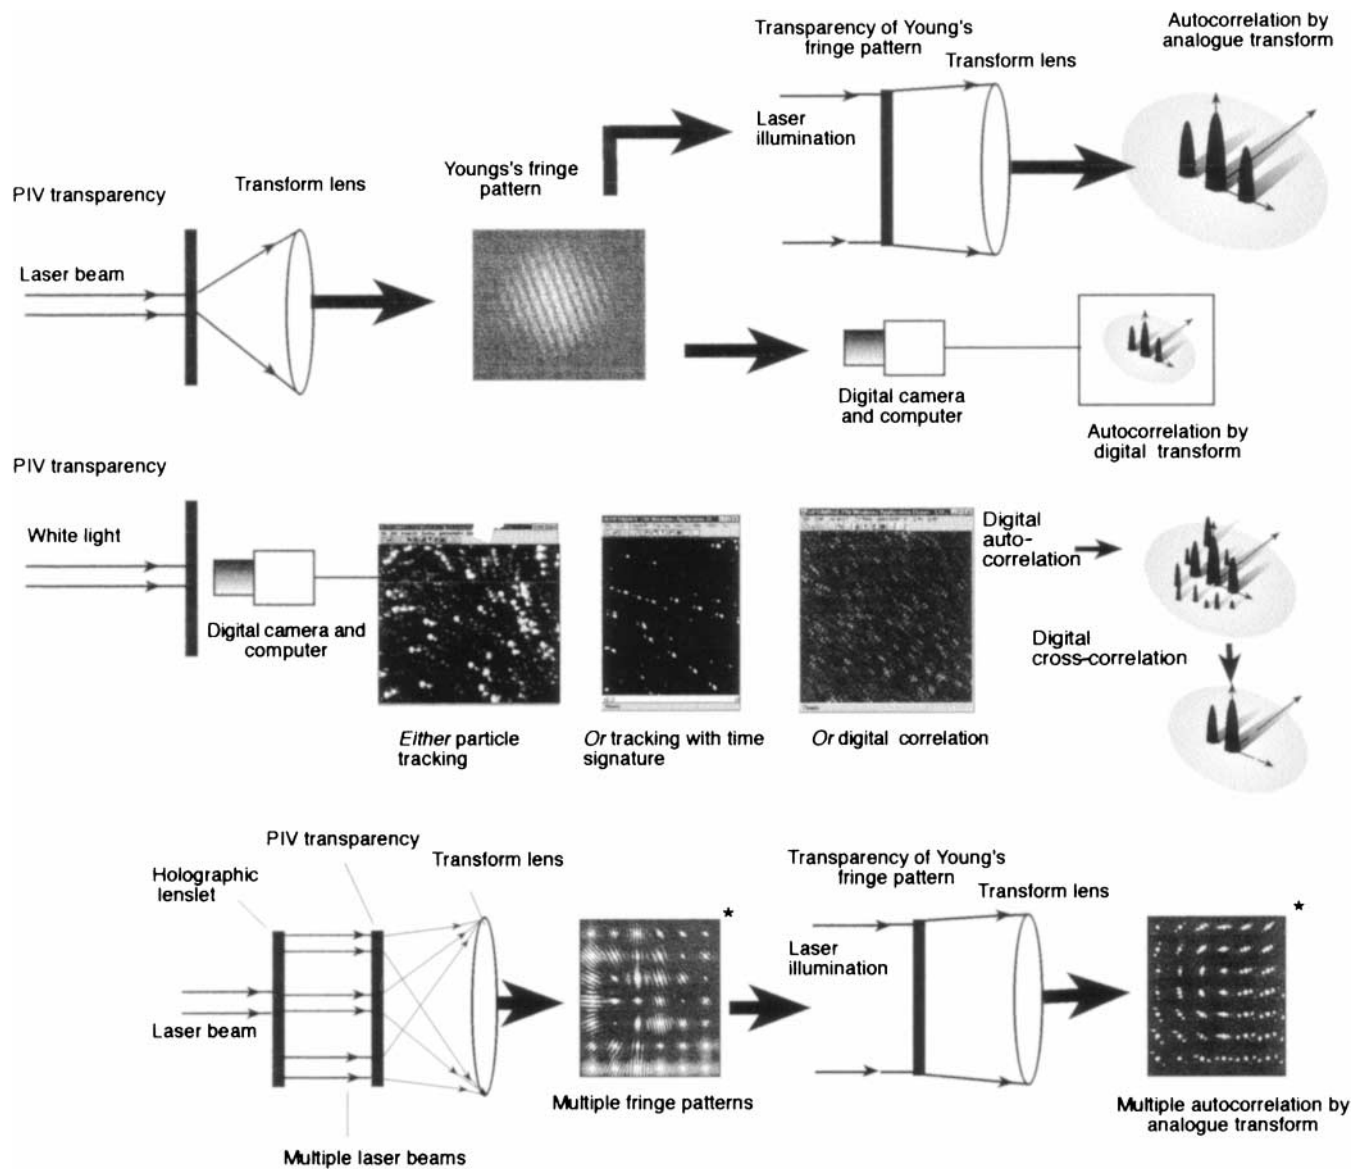 Transparency of Young's
fringe pattern
Transform lens
Autocorrelation by
analogue transform
Laser
illumination
Youngs's fringe
pattern
Transform lens
PIV transparency
Laser beam
Digital camera
and computer
Autocorrelation by
digital transform
PIV transparency
White light
Digital camera and
computer
Digital
auto-
correlation
Digital
cross-correlation
Either particle
tracking
Or tracking with time
signature
Or digital correlation
PIV transparency
Transform lens
Holographic
lenslet
Laser beam
Multiple laser beams
Multiple fringe patterns
Transparency of Young's
fringe pattern
Transform lens
Laser
illumination
Multiple autocorrelation by
analogue transform